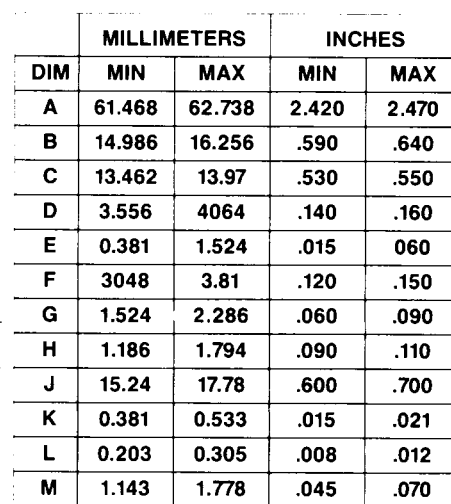 MILLIMETERS INCHES
DIM MIN MAX MIN MAX
A 61.468 62.738 2.420 2.470
B 14.986 16.256 .590 .640
C 13.462 13.97 .530 .550
D 3.556 4064 .140 .160
E 0.381 1.524 .015 060
F 3048 3.81 .120 .150
G 1.524 2.286 .060 .090
H 1.186 1.794 .090 .110
J 15.24 17.78 .600 .700
K 0.381 0.533 .015 .021
L 0.203 0.305 .008 .012
M 1.143 1.778 .045 .070